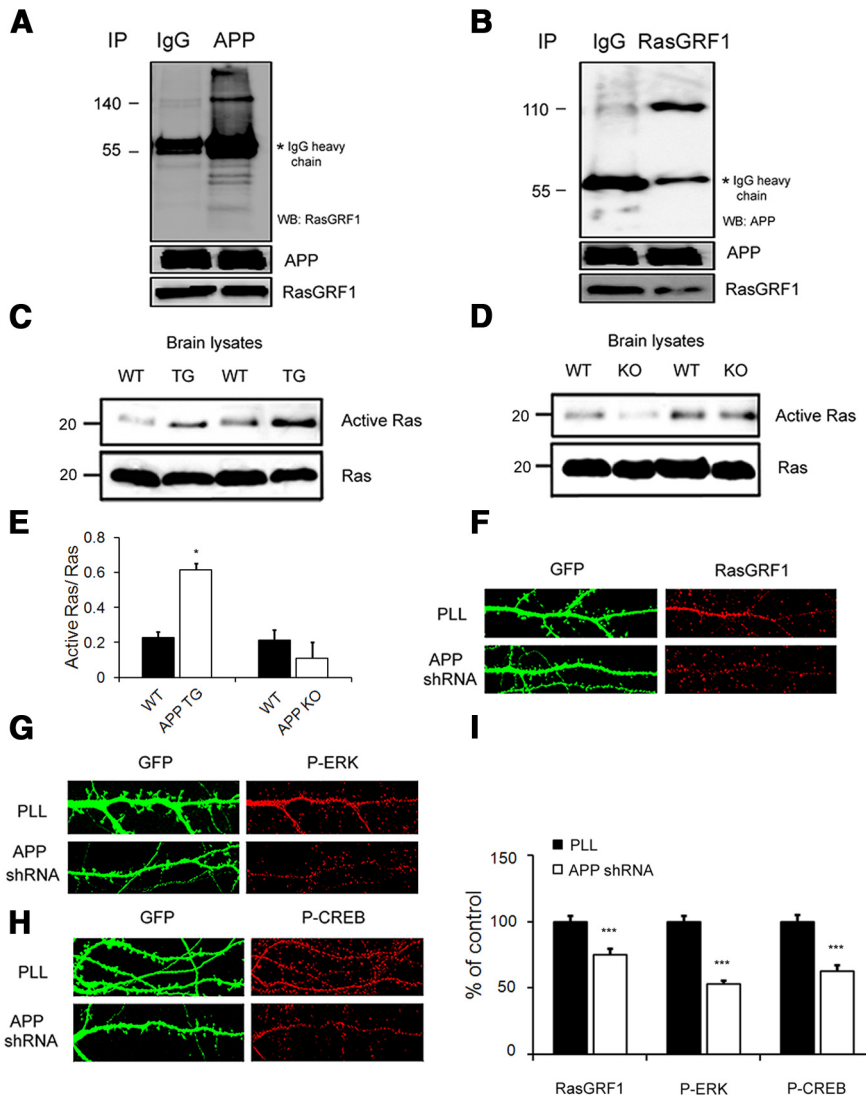 A
IP IgG APP
140
55
* IgG heavy
chain
WB: RasGRF1
APP
RasGRF1
B
IP IgG RasGRF1
110
55
* IgG heavy
chain
WB: APP
APP
RasGRF1
C
Brain lysates
WT TG WT TG
20 Active Ras
20 Ras
D
Brain lysates
WT KO WT KO
20 Active Ras
20 Ras
E
Active Ras/ Ras
0.8
0.6
0.4
0.2
0
*
WT
APP TG
WT
APP KO
F
GFP RasGRF1
PLL
APP
shRNA
G
GFP P-ERK
PLL
APP
shRNA
H
GFP P-CREB
PLL
APP
shRNA
I
PLL
APP shRNA
% of control
150
100
50
0
***
***
***
RasGRF1 P-ERK P-CREB